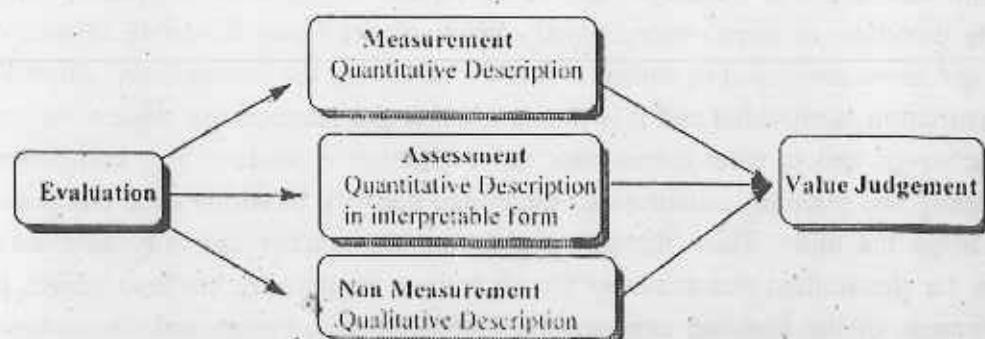 Measurement
Quantitative Description
Evaluation
Assessment
Quantitative Description
in interpretable form
Value Judgement
Non Measurement
Qualitative Description